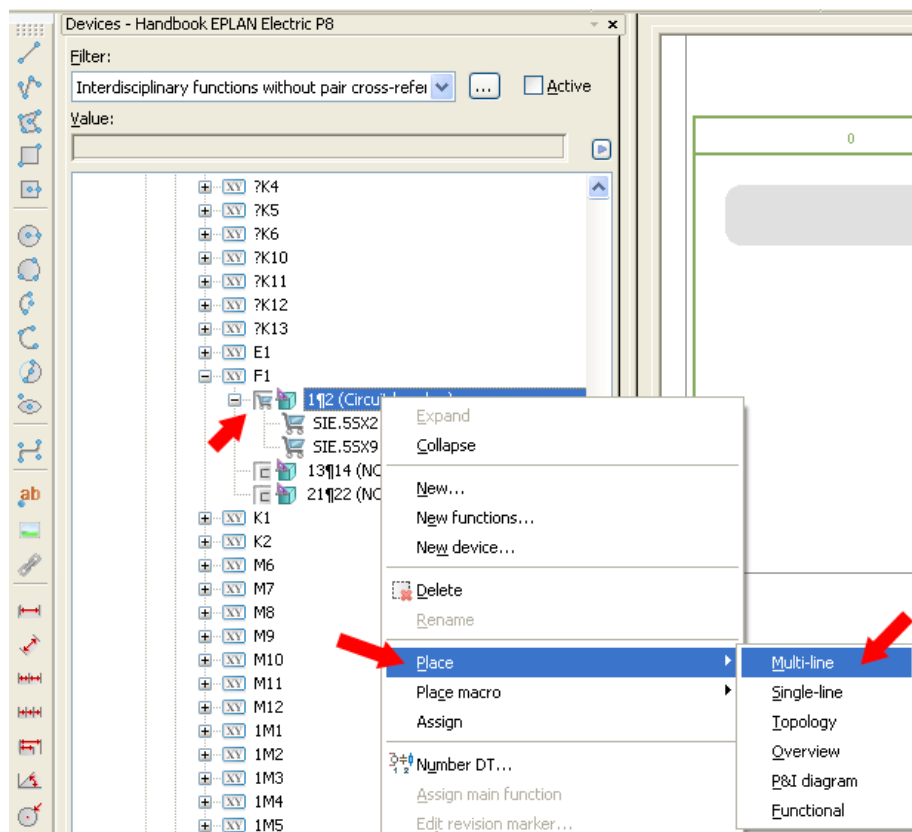 Devices - Handbook EPLAN Electric P8
Filter:
Interdisciplinary functions without pair cross-refer
...
Active
Value:
0
?K4
?K5
?K6
?K10
?K11
?K12
?K13
E1
F1
1¶2 (Circuit
SIE.5SX2
SIE.5SX9
13¶14 (NO
21¶22 (NC
K1
K2
M6
M7
M8
M9
M10
M11
M12
1M1
1M2
1M3
1M4
1M5
Expand
Collapse
New...
New functions...
New device...
Delete
Rename
Place
Place macro
Assign
Number DT...
Assign main function
Edit revision marker...
Multi-line
Single-line
Topology
Overview
P&I diagram
Functional
ab